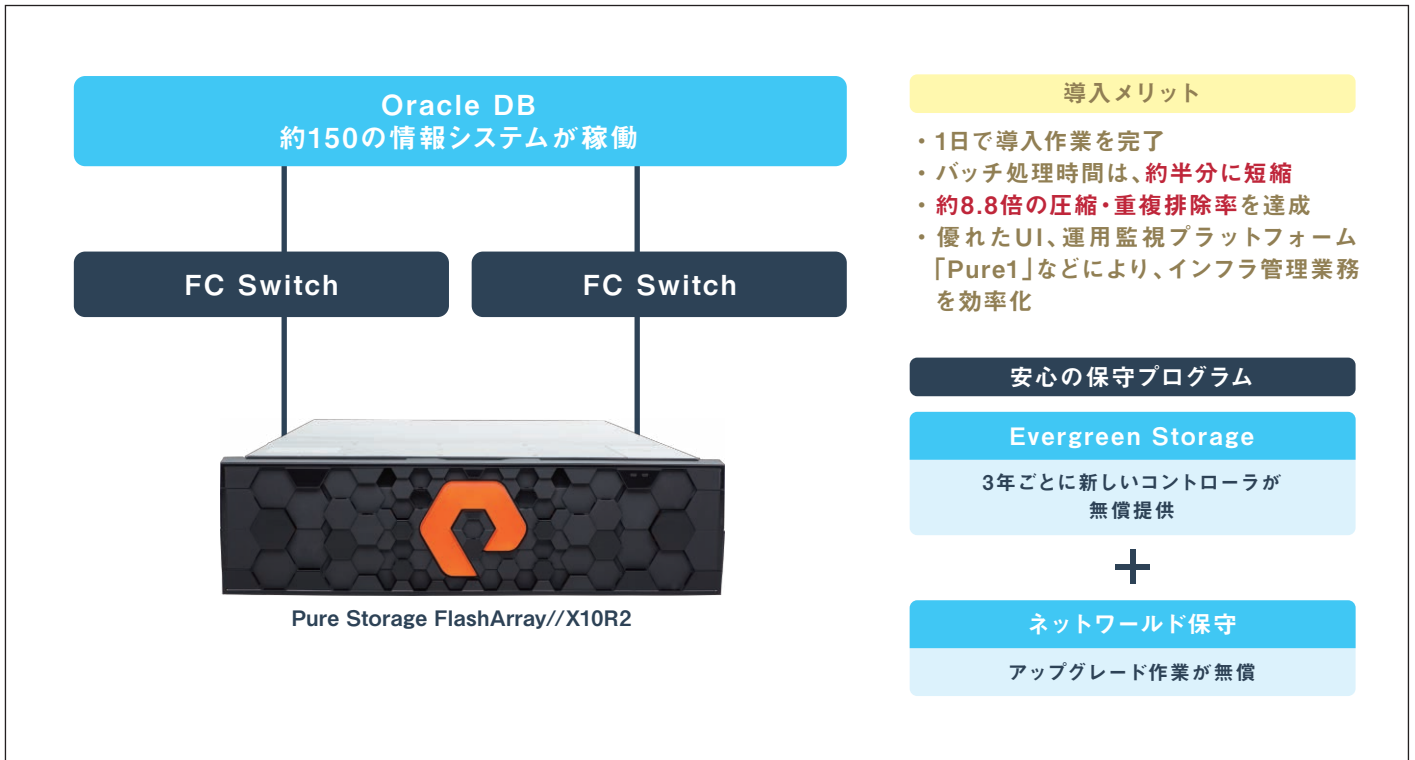 Oracle DB
約150の情報システムが稼働
FC Switch
FC Switch
Pure Storage FlashArray//X10R2
導入メリット
・1日で導入作業を完了
・バッチ処理時間は、約半分に短縮
・約8.8倍の圧縮・重複排除率を達成
・優れたUI、運用監視プラットフォーム
「Pure1」などにより、インフラ管理業務
を効率化
安心の保守プログラム
Evergreen Storage
3年ごとに新しいコントローラが
無償提供
+
ネットワールド保守
アップグレード作業が無償